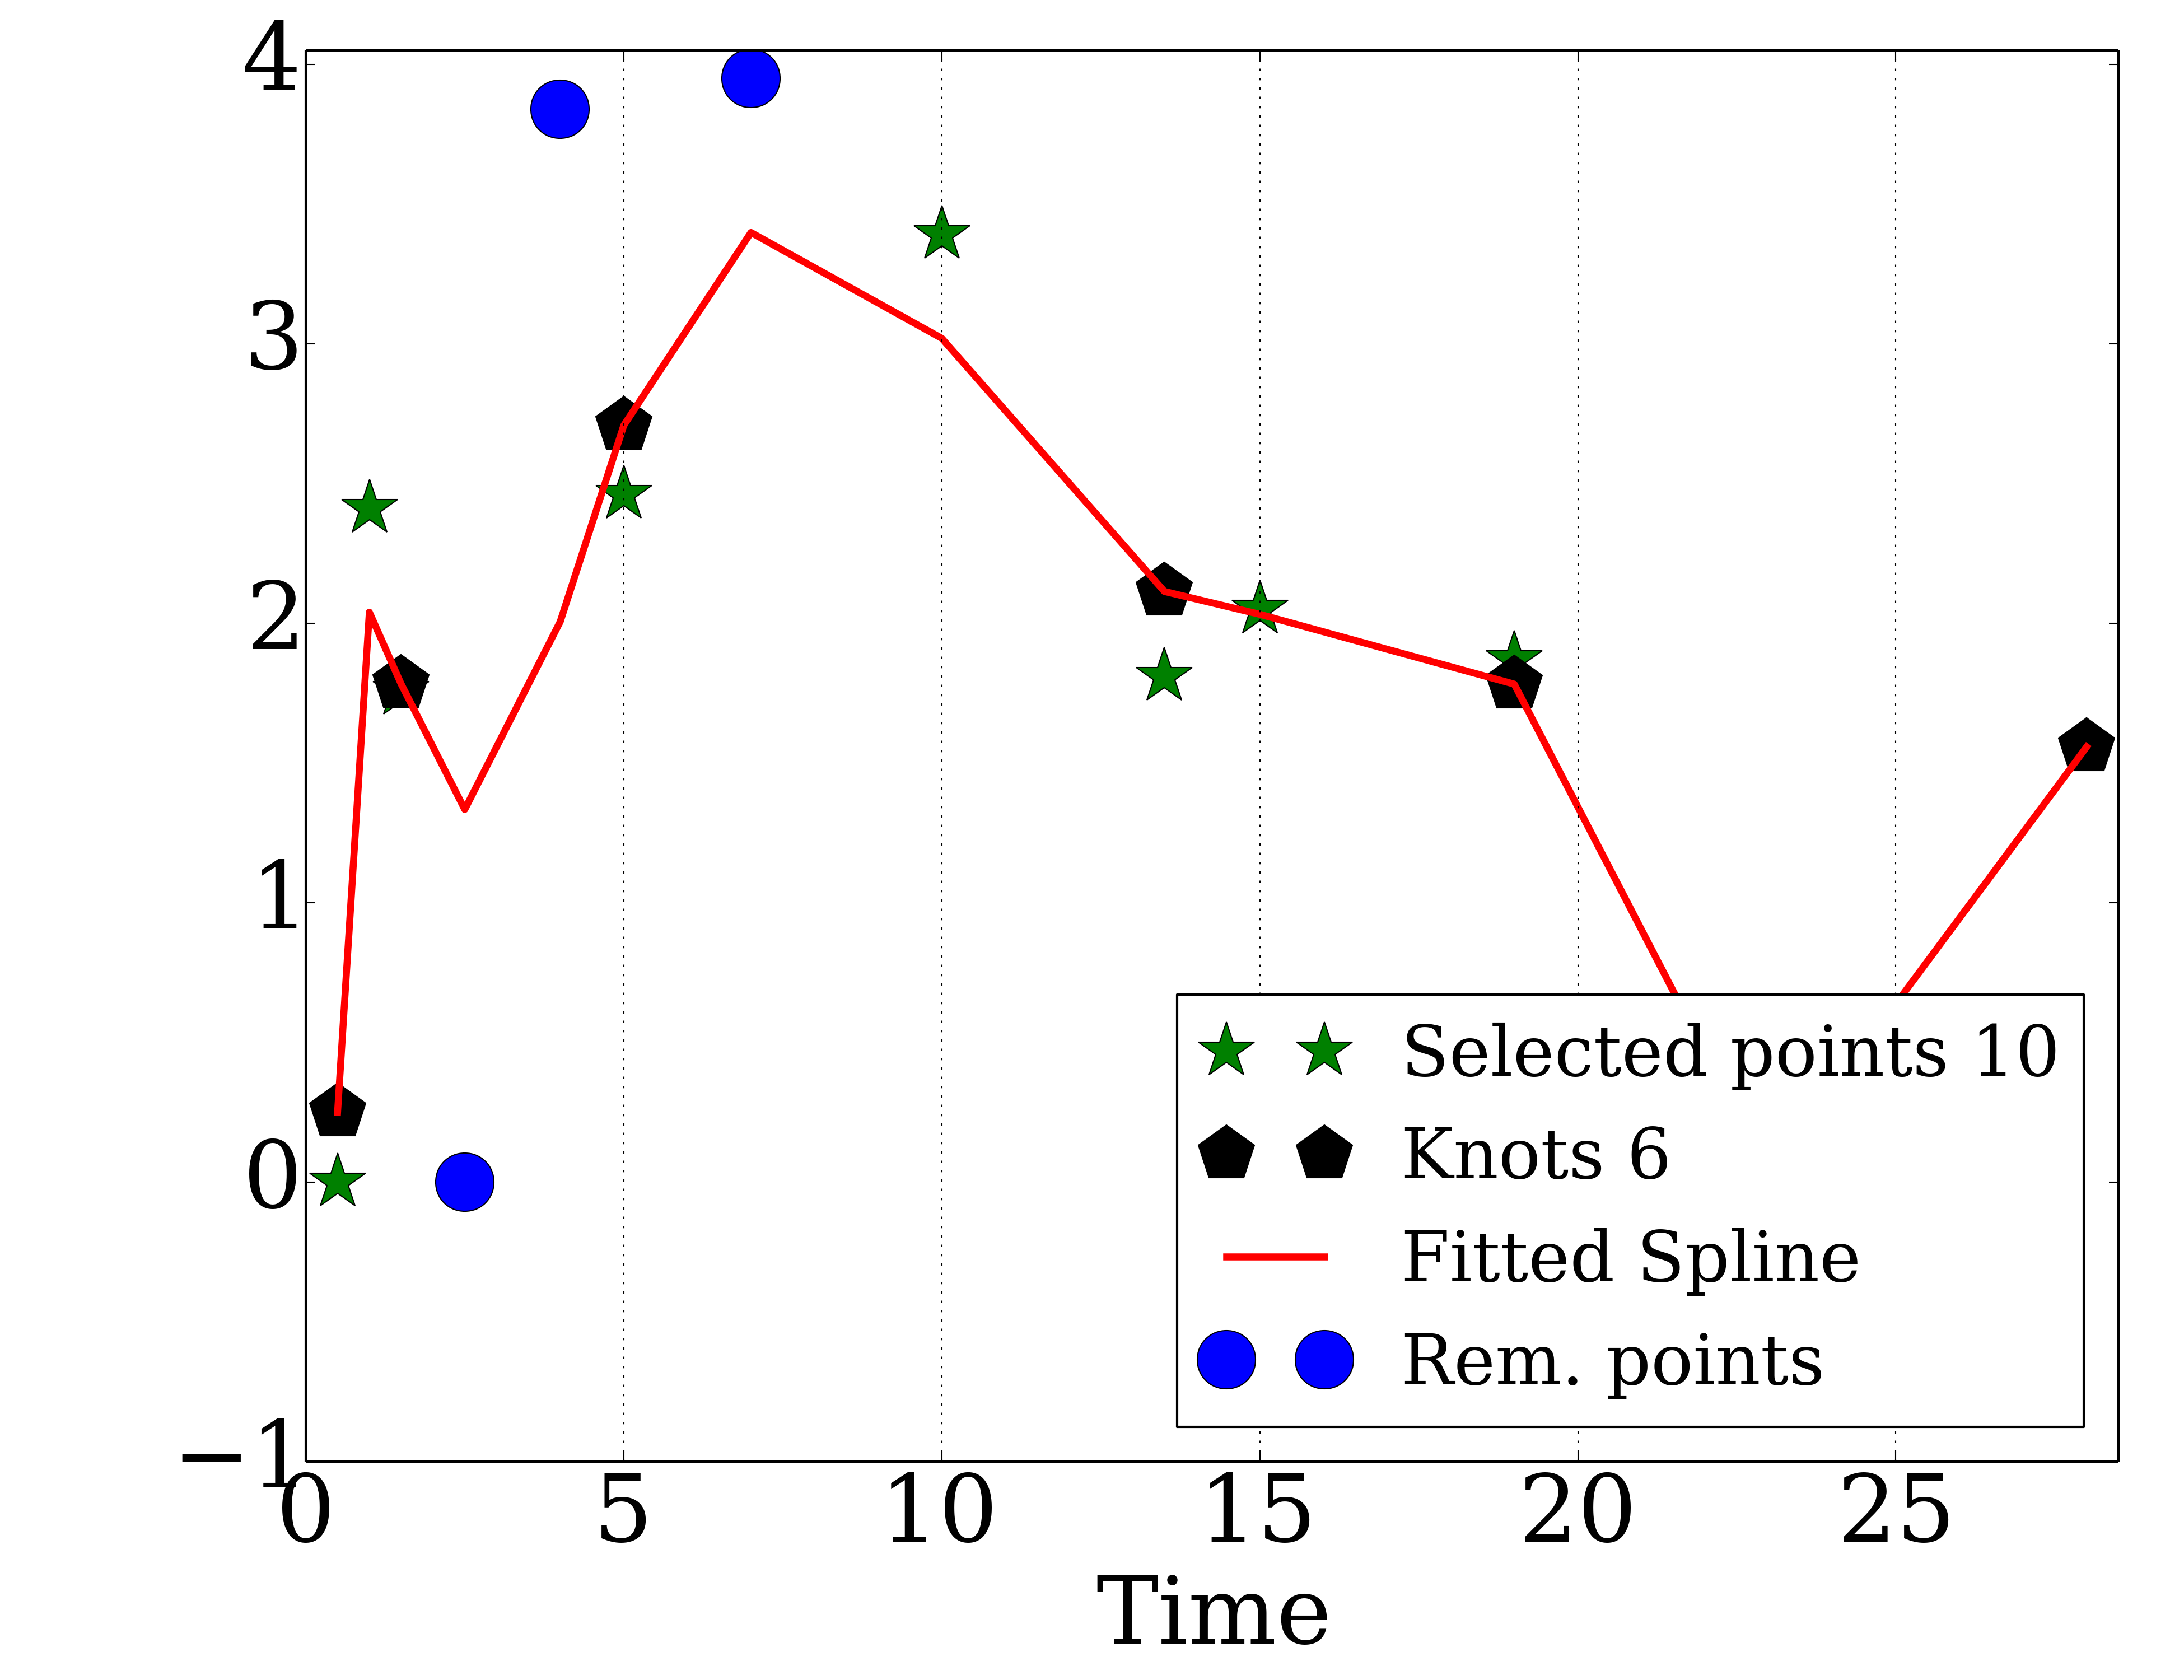 4
3
2
1
0
−1
0 5 10 15 20 25
Time
Selected points 10
Knots 6
Fitted Spline
Rem. points